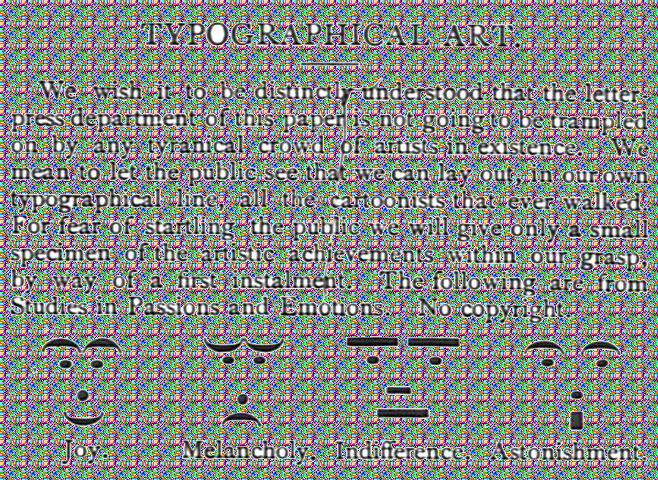 TYPOGRAPHICAL ART.
We wish it to be distinctly understood that the letter-
press department of this paper is not going to be trampled
on by any tyranical crowd of artists in existence. We
mean to let the public see that we can lay out, in our own
typographical line, all the cartoonists that ever walked.
For fear of startling the public we will give only a small
specimen of the artistic achievements within our grasp,
by way of a first instalment. The following are from
Studies in Passions and Emotions. No copyright.
Joy. Melancholy. Indifference. Astonishment.